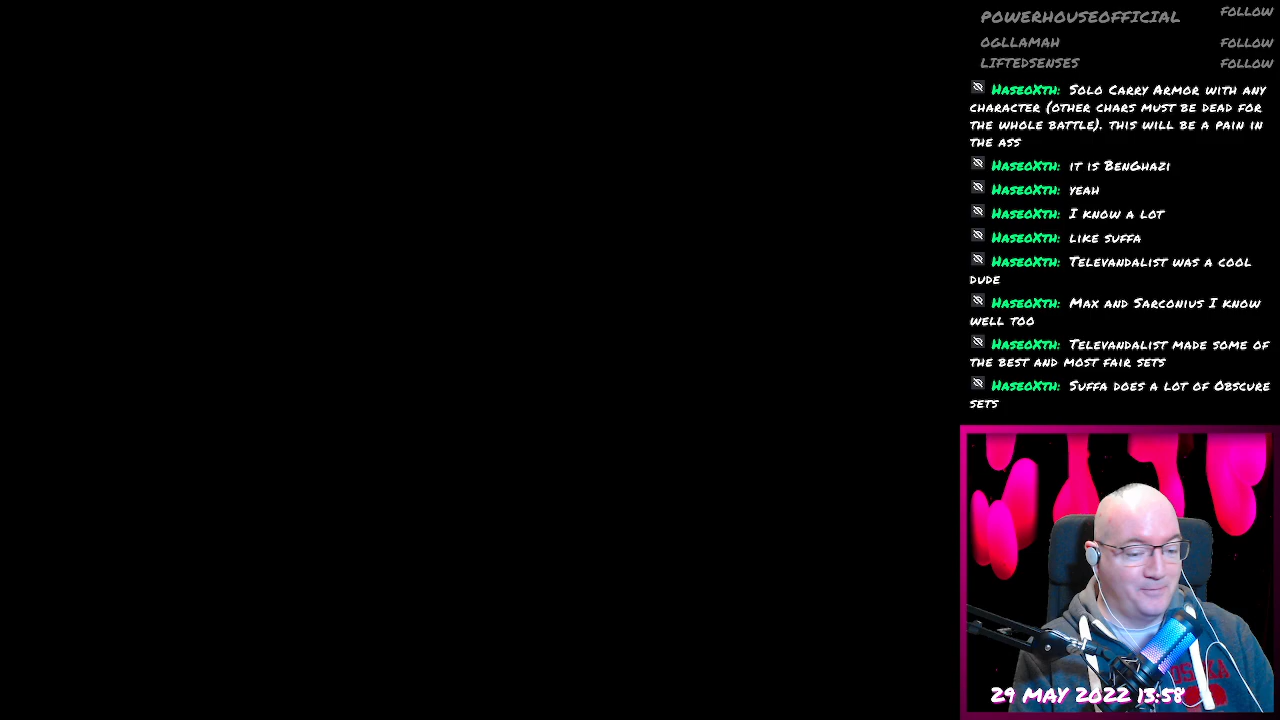 POWERHOUSEOFFICIAL FOLLOW
OGLLAMAH FOLLOW
LIFTEDSENSES FOLLOW
HaseoXth: Solo Carry Armor with any
character (other chars must be dead for
the whole battle). this will be a pain in
the ass
HaseoXth: it is BenGhazi
HaseoXth: yeah
HaseoXth: I know a lot
HaseoXth: like suffa
HaseoXth: Televandalist was a cool
dude
HaseoXth: Max and Sarconius I know
well too
HaseoXth: Televandalist made some of
the best and most fair sets
HaseoXth: Suffa does a lot of Obscure
sets
29 MAY 2022 13:58